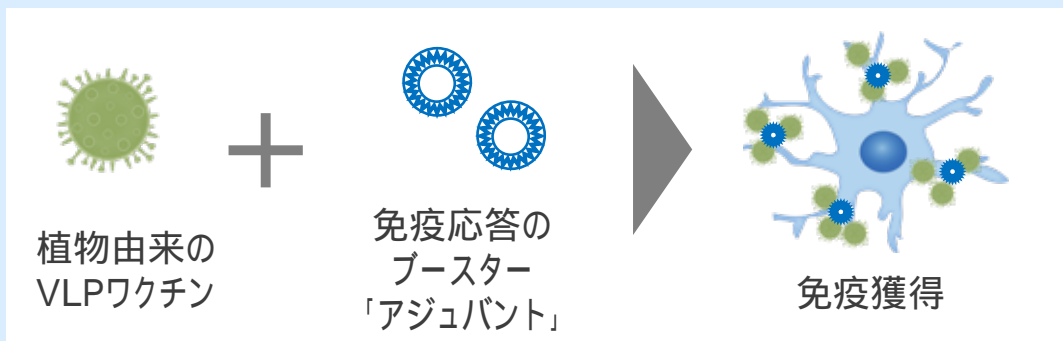 植物由来の
VLPワクチン
免疫応答の
ブースター
「アジュバント」
免疫獲得